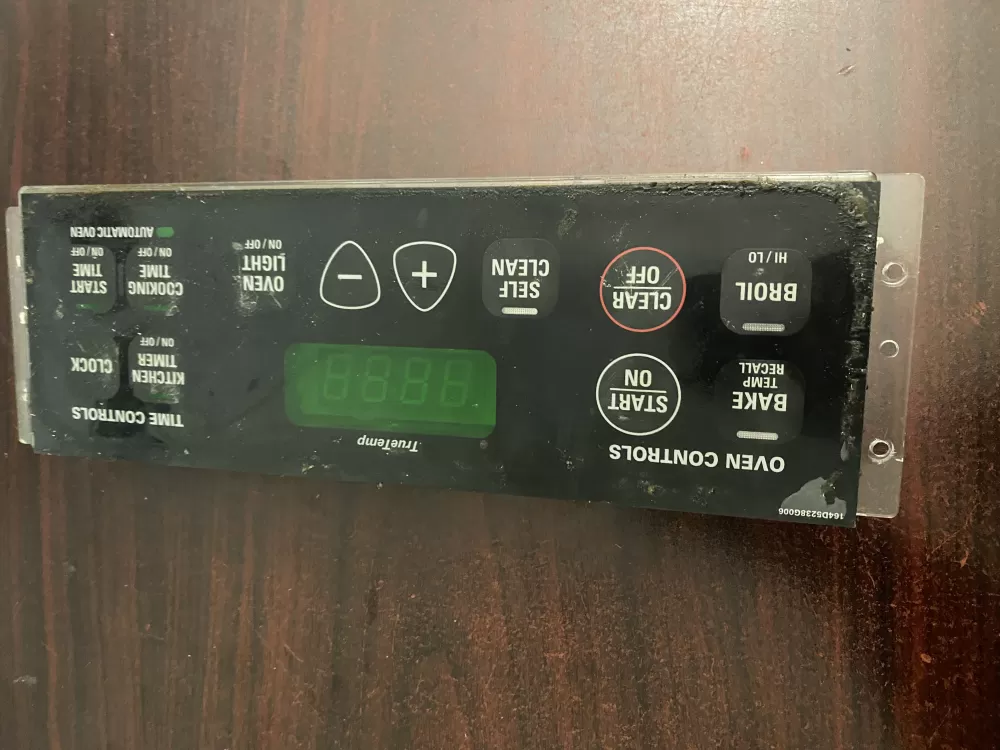 164D5238G006
OVEN CONTROLS
BAKE
TEMP
RECALL
START
ON
BROIL
HI / LO
CLEAR
OFF
SELF
CLEAN
TrueTemp
8888
+
−
OVEN
LIGHT
ON / OFF
TIME CONTROLS
KITCHEN
TIMER
ON / OFF
CLOCK
COOKING
TIME
ON / OFF
START
TIME
ON / OFF
AUTOMATIC OVEN